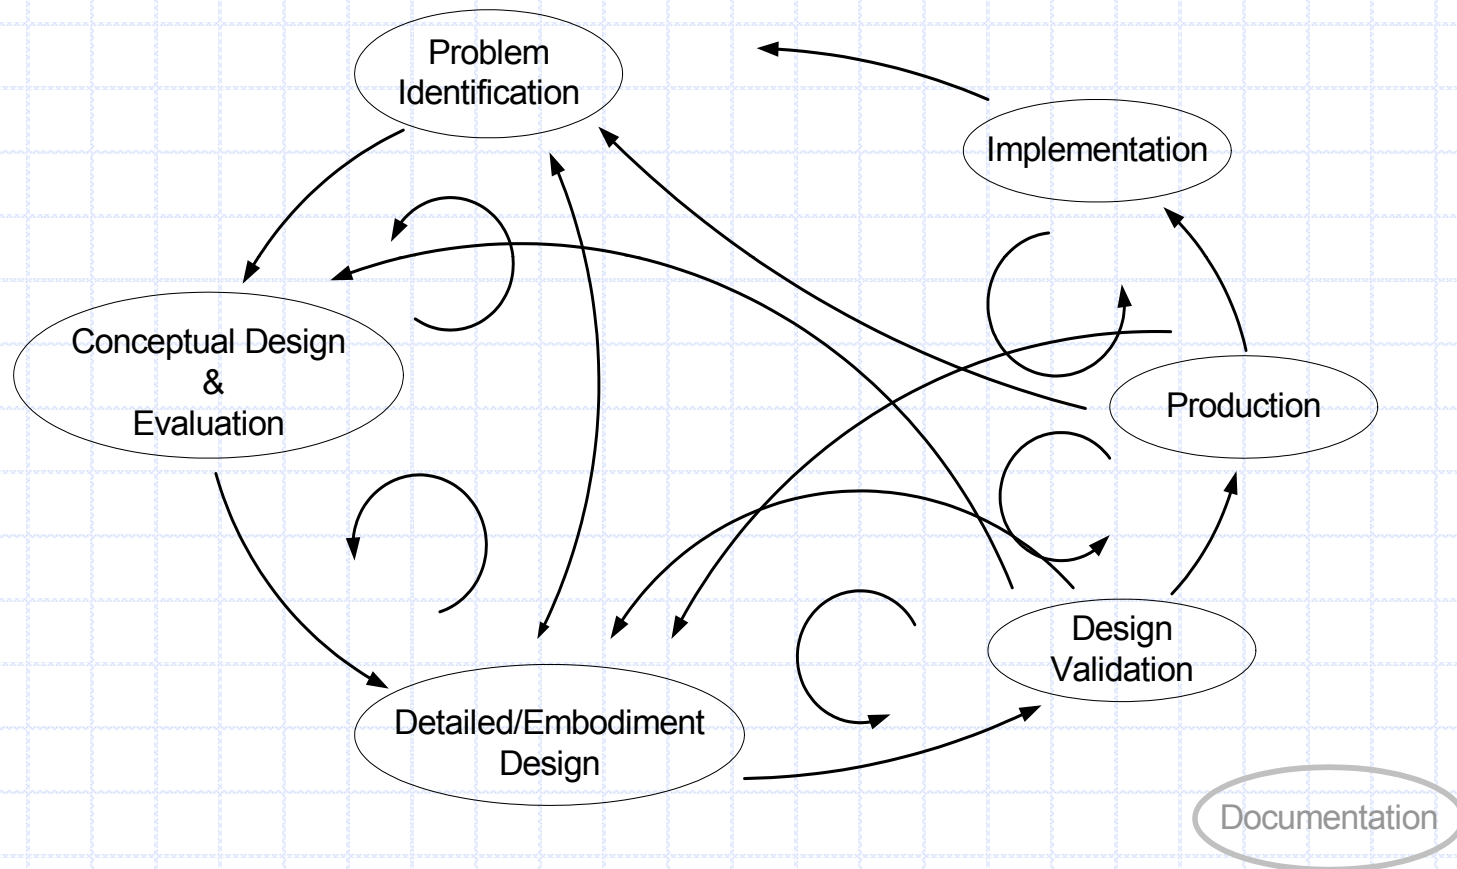 Problem
Identification
Implementation
Conceptual Design
&
Evaluation
Production
Design
Validation
Detailed/Embodiment
Design
Documentation